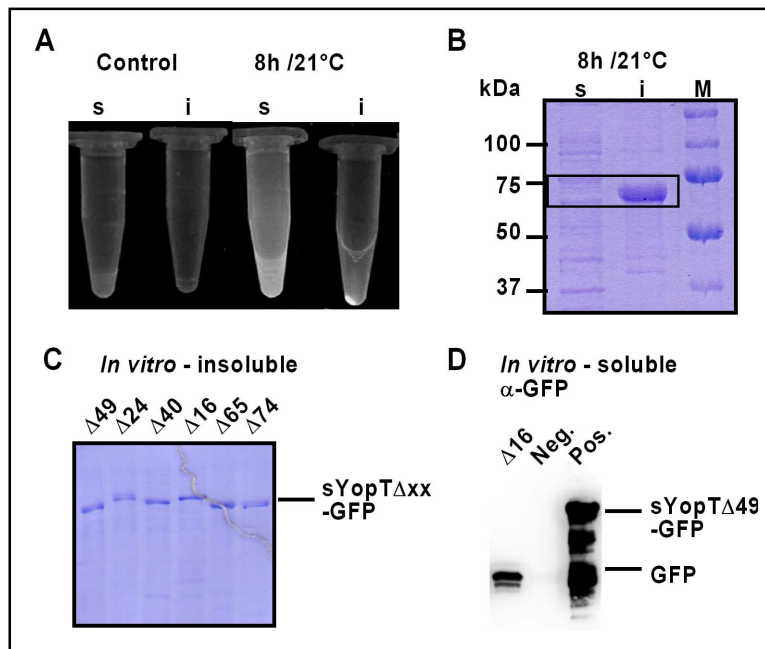 A
Control 8h /21°C
s i s i
B
8h /21°C
kDa s i M
100
75
50
37
C In vitro - insoluble
Δ49 Δ24 Δ40 Δ16 Δ65 Δ74
sYopTΔxx
-GFP
D In vitro - soluble
α-GFP
Δ16 Neg. Pos.
sYopTΔ49
-GFP
GFP